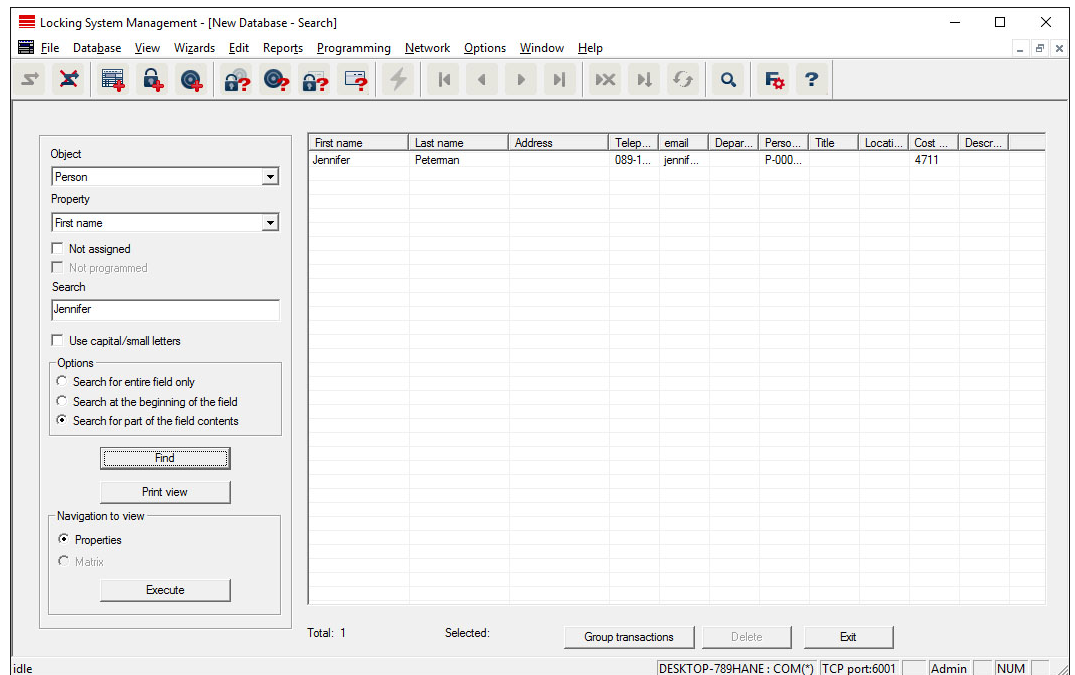 Locking System Management - [New Database - Search]
File Database View Wizards Edit Reports Programming Network Options Window Help
Object
Person
Property
First name
Not assigned
Not programmed
Search
Jennifer
Use capital/small letters
Options
Search for entire field only
Search at the beginning of the field
Search for part of the field contents
Find
Print view
Navigation to view
Properties
Matrix
Execute
First name Last name Address Telep... email Depar... Perso... Title Locati... Cost ... Descr...
Jennifer Peterman 089-1... jennif... P-000... 4711
Total: 1 Selected: Group transactions Delete Exit
idle DESKTOP-789HANE : COM(*) TCP port:6001 Admin NUM